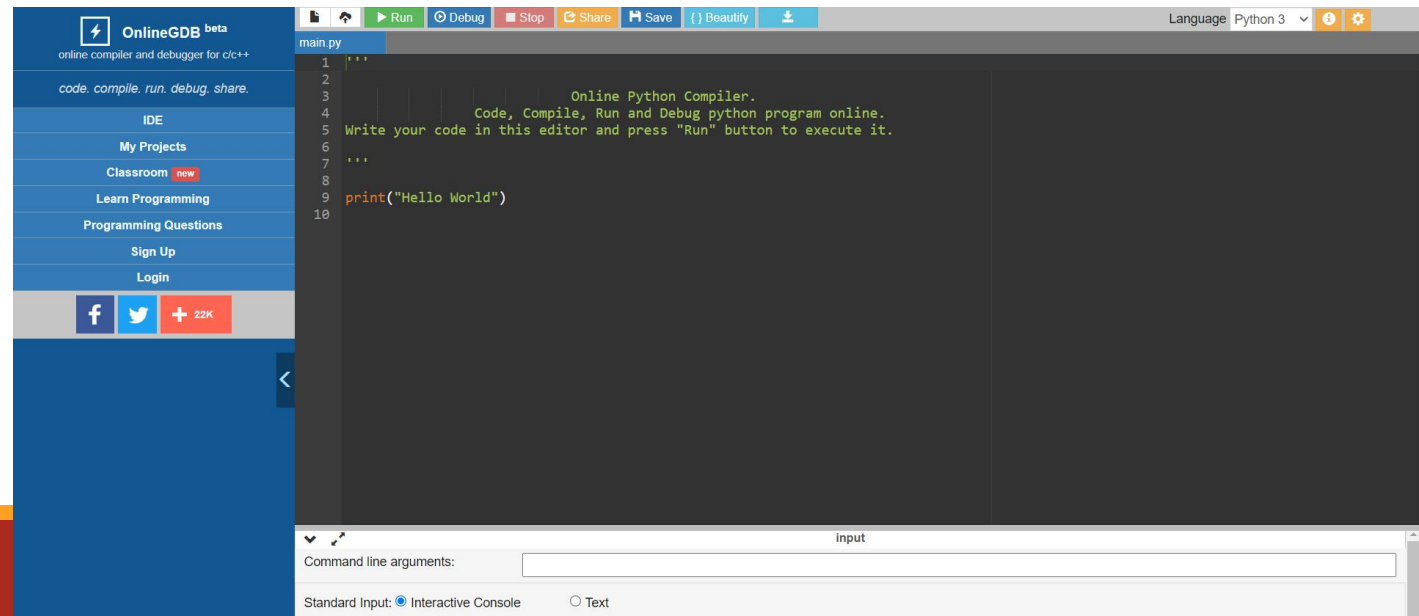 OnlineGDB beta
online compiler and debugger for c/c++
code. compile. run. debug. share.
IDE
My Projects
Classroom new
Learn Programming
Programming Questions
Sign Up
Login
f
+ 22K
Run Debug Stop Share Save { } Beautify
Language Python 3
main.py
1 '''
2
3 Online Python Compiler.
4 Code, Compile, Run and Debug python program online.
5 Write your code in this editor and press "Run" button to execute it.
6
7 '''
8
9 print("Hello World")
10
input
Command line arguments:
Standard Input: Interactive Console Text